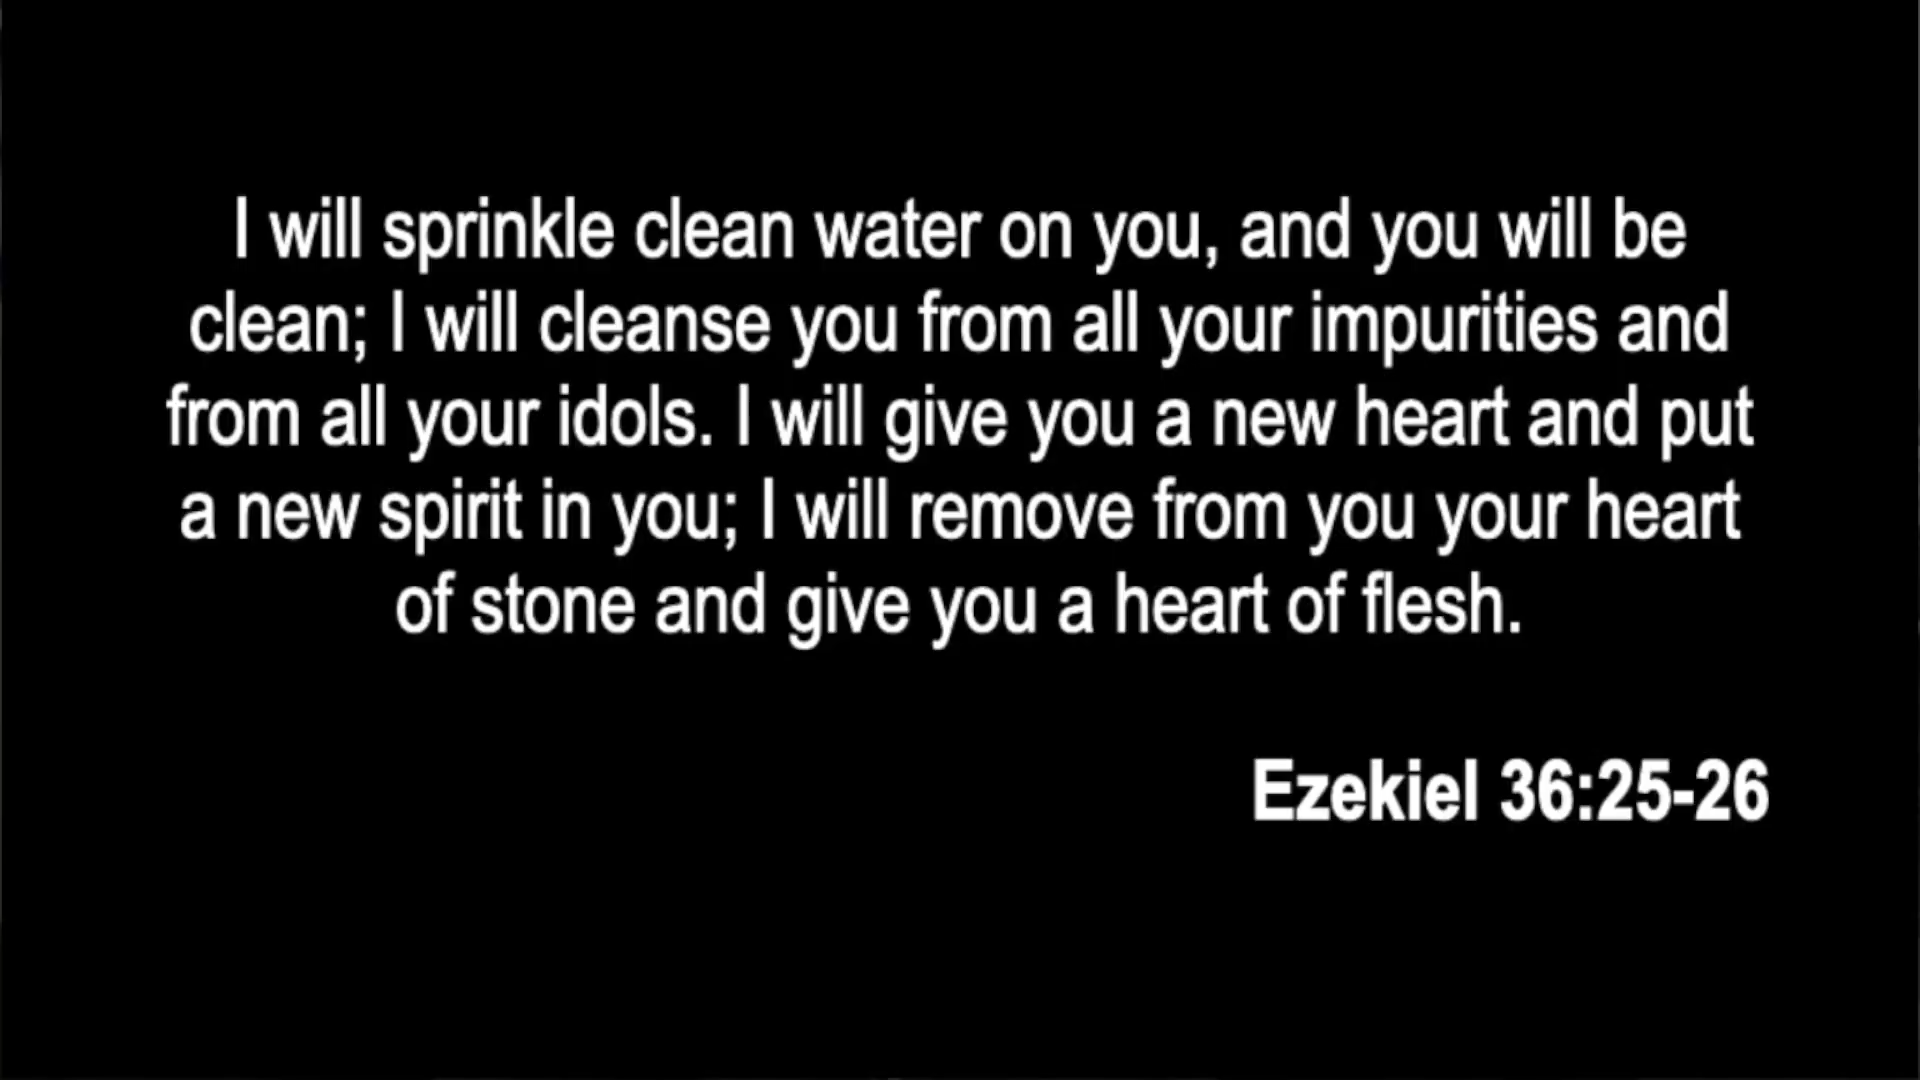 I will sprinkle clean water on you, and you will be
clean; I will cleanse you from all your impurities and
from all your idols. I will give you a new heart and put
a new spirit in you; I will remove from you your heart
of stone and give you a heart of flesh.
Ezekiel 36:25-26